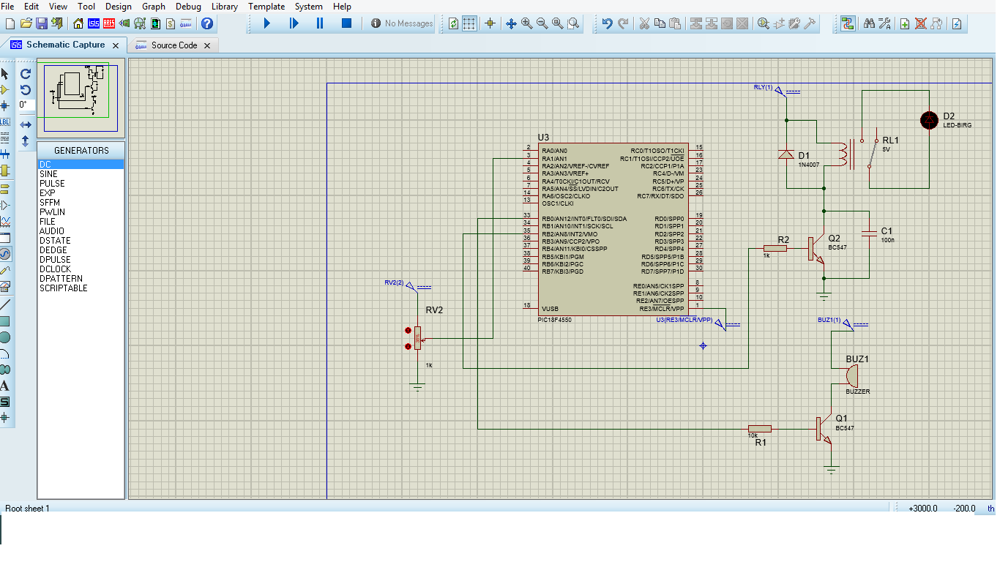 File Edit View Tool Design Graph Debug Library Template System Help
No Messages
Schematic Capture
Source Code
0°
LBL
A
S
GENERATORS
DC
SINE
PULSE
EXP
SFFM
PWLIN
FILE
AUDIO
DSTATE
DEDGE
DPULSE
DCLOCK
DPATTERN
SCRIPTABLE
RLY(1)
D2
LED-BIRG
RL1
5V
D1
1N4007
U3
2 RA0/AN0
3 RA1/AN1
4 RA2/AN2/VREF-/CVREF
5 RA3/AN3/VREF+
6 RA4/T0CKI/C1OUT/RCV
7 RA5/AN4/SS/LVDIN/C2OUT
14 RA6/OSC2/CLKO
13 OSC1/CLKI
33 RB0/AN12/INT0/FLT0/SDI/SDA
34 RB1/AN10/INT1/SCK/SCL
35 RB2/AN8/INT2/VMO
36 RB3/AN9/CCP2/VPO
37 RB4/AN11/KBI0/CSSPP
38 RB5/KBI1/PGM
39 RB6/KBI2/PGC
40 RB7/KBI3/PGD
18 VUSB
RC0/T1OSO/T1CKI 15
RC1/T1OSI/CCP2/UOE 16
RC2/CCP1/P1A 17
RC4/D-/VM 23
RC5/D+/VP 24
RC6/TX/CK 25
RC7/RX/DT/SDO 26
RD0/SPP0 19
RD1/SPP1 20
RD2/SPP2 21
RD3/SPP3 22
RD4/SPP4 27
RD5/SPP5/P1B 28
RD6/SPP6/P1C 29
RD7/SPP7/P1D 30
RE0/AN5/CK1SPP 8
RE1/AN6/CK2SPP 9
RE2/AN7/OESPP 10
RE3/MCLR/VPP 1
PIC18F4550
U3(RE3/MCLR/VPP)
C1
100n
Q2
BC547
R2
1k
RV2(2)
RV2
1k
BUZ1(1)
BUZ1
BUZZER
Q1
BC547
10k
R1
Root sheet 1
+3000.0 -200.0 th